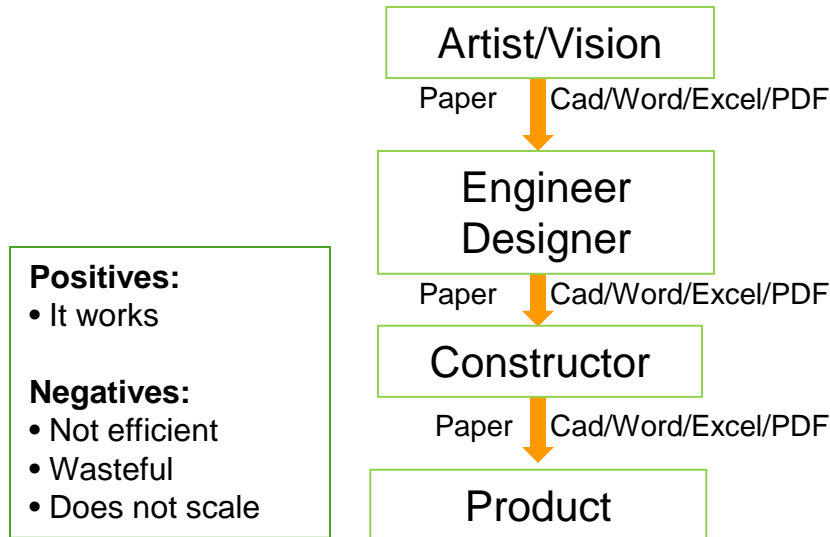 Artist/Vision
Paper Cad/Word/Excel/PDF
Engineer
Designer
Paper Cad/Word/Excel/PDF
Constructor
Paper Cad/Word/Excel/PDF
Product
Positives:
• It works
Negatives:
• Not efficient
• Wasteful
• Does not scale